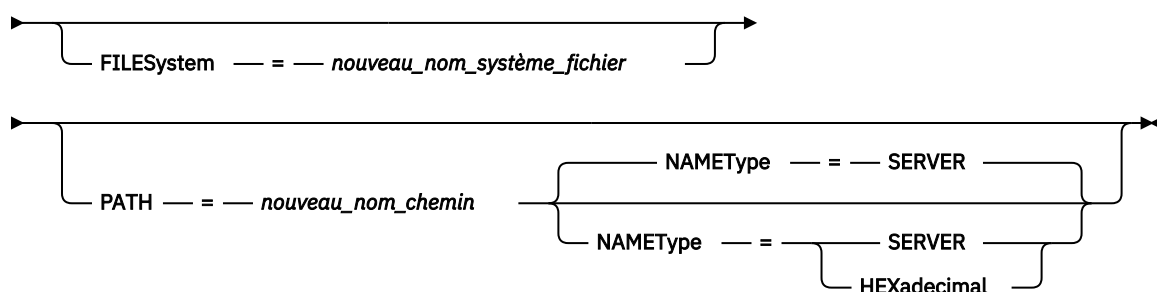 FILESystem = nouveau_nom_système_fichier
NAMEType = SERVER
PATH = nouveau_nom_chemin
NAMEType = SERVER
HEXadecimal